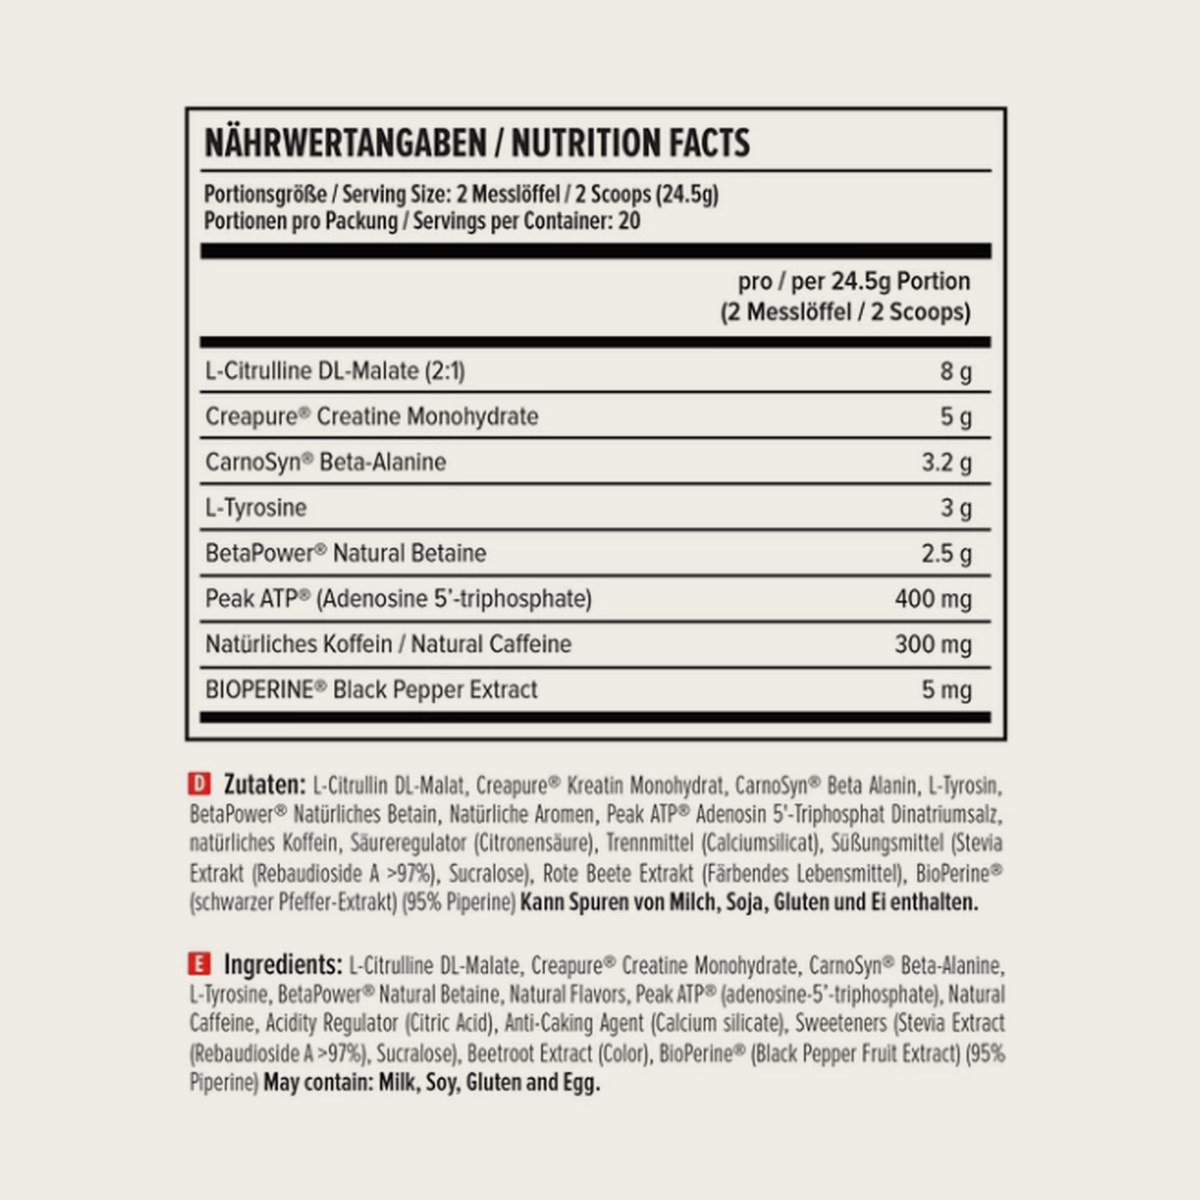 NÄHRWERTANGABEN / NUTRITION FACTS
Portionsgröße / Serving Size: 2 Messlöffel / 2 Scoops (24.5g)
Portionen pro Packung / Servings per Container: 20
pro / per 24.5g Portion
(2 Messlöffel / 2 Scoops)
L-Citrulline DL-Malate (2:1) 8 g
Creapure® Creatine Monohydrate 5 g
CarnoSyn® Beta-Alanine 3.2 g
L-Tyrosine 3 g
BetaPower® Natural Betaine 2.5 g
Peak ATP® (Adenosine 5’-triphosphate) 400 mg
Natürliches Koffein / Natural Caffeine 300 mg
BIOPERINE® Black Pepper Extract 5 mg
D Zutaten: L-Citrullin DL-Malat, Creapure® Kreatin Monohydrat, CarnoSyn® Beta Alanin, L-Tyrosin,
BetaPower® Natürliches Betain, Natürliche Aromen, Peak ATP® Adenosin 5'-Triphosphat Dinatriumsalz,
natürliches Koffein, Säureregulator (Citronensäure), Trennmittel (Calciumsilicat), Süßungsmittel (Stevia
Extrakt (Rebaudioside A >97%), Sucralose), Rote Beete Extrakt (Färbendes Lebensmittel), BioPerine®
(schwarzer Pfeffer-Extrakt) (95% Piperine) Kann Spuren von Milch, Soja, Gluten und Ei enthalten.
E Ingredients: L-Citrulline DL-Malate, Creapure® Creatine Monohydrate, CarnoSyn® Beta-Alanine,
L-Tyrosine, BetaPower® Natural Betaine, Natural Flavors, Peak ATP® (adenosine-5’-triphosphate), Natural
Caffeine, Acidity Regulator (Citric Acid), Anti-Caking Agent (Calcium silicate), Sweeteners (Stevia Extract
(Rebaudioside A >97%), Sucralose), Beetroot Extract (Color), BioPerine® (Black Pepper Fruit Extract) (95%
Piperine) May contain: Milk, Soy, Gluten and Egg.